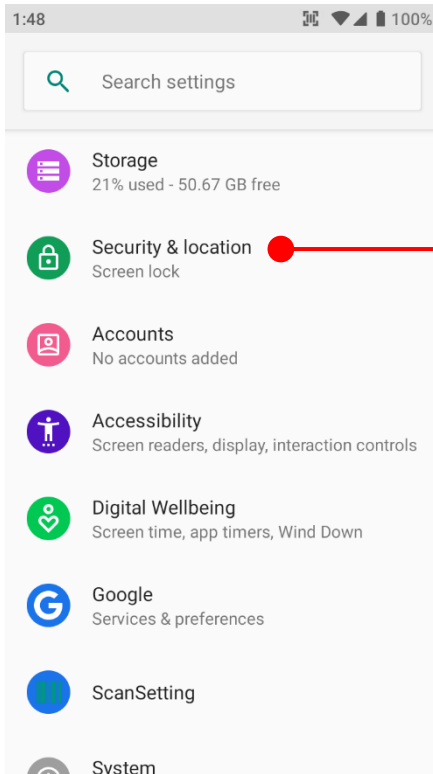 1:48
100%
Search settings
Storage
21% used - 50.67 GB free
Security & location
Screen lock
Accounts
No accounts added
Accessibility
Screen readers, display, interaction controls
Digital Wellbeing
Screen time, app timers, Wind Down
Google
Services & preferences
ScanSetting
System